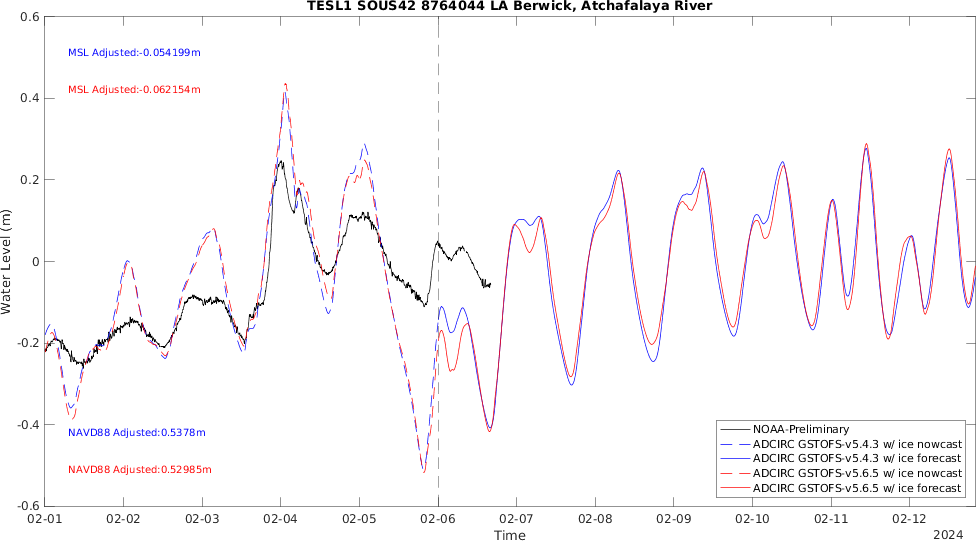 TESL1 SOUS42 8764044 LA Berwick, Atchafalaya River
0.6
0.4
0.2
0
-0.2
-0.4
-0.6
Water Level (m)
MSL Adjusted:-0.054199m
MSL Adjusted:-0.062154m
NAVD88 Adjusted:0.5378m
NAVD88 Adjusted:0.52985m
NOAA-Preliminary
ADCIRC GSTOFS-v5.4.3 w/ ice nowcast
ADCIRC GSTOFS-v5.4.3 w/ ice forecast
ADCIRC GSTOFS-v5.6.5 w/ ice nowcast
ADCIRC GSTOFS-v5.6.5 w/ ice forecast
02-01 02-02 02-03 02-04 02-05 02-06 02-07 02-08 02-09 02-10 02-11 02-12
Time
2024